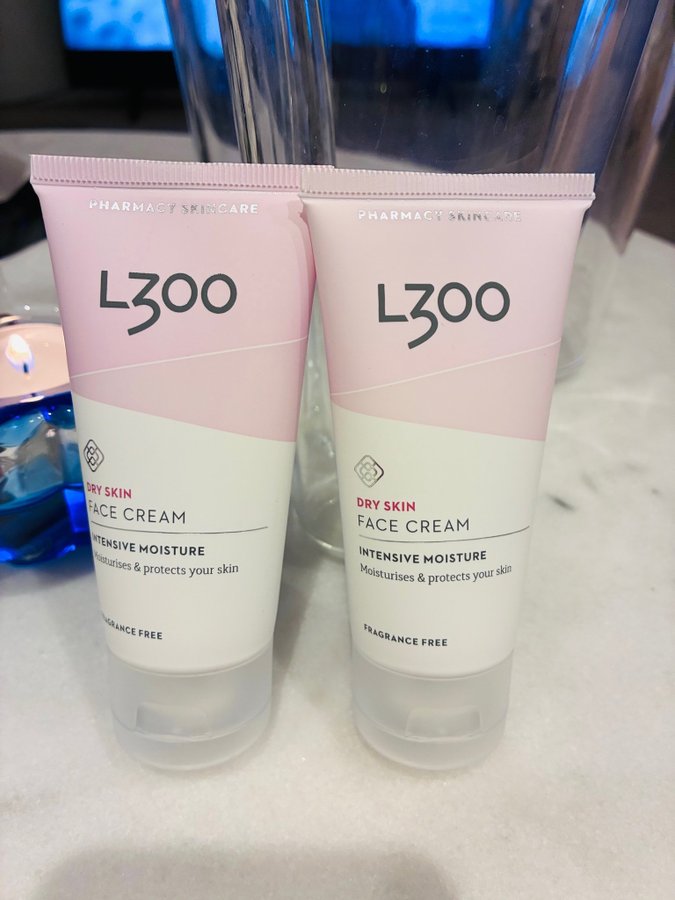 PHARMACY SKINCARE
L300
DRY SKIN
FACE CREAM
INTENSIVE MOISTURE
Moisturises & protects your skin
FRAGRANCE FREE
PHARMACY SKINCARE
L300
DRY SKIN
FACE CREAM
INTENSIVE MOISTURE
Moisturises & protects your skin
FRAGRANCE FREE